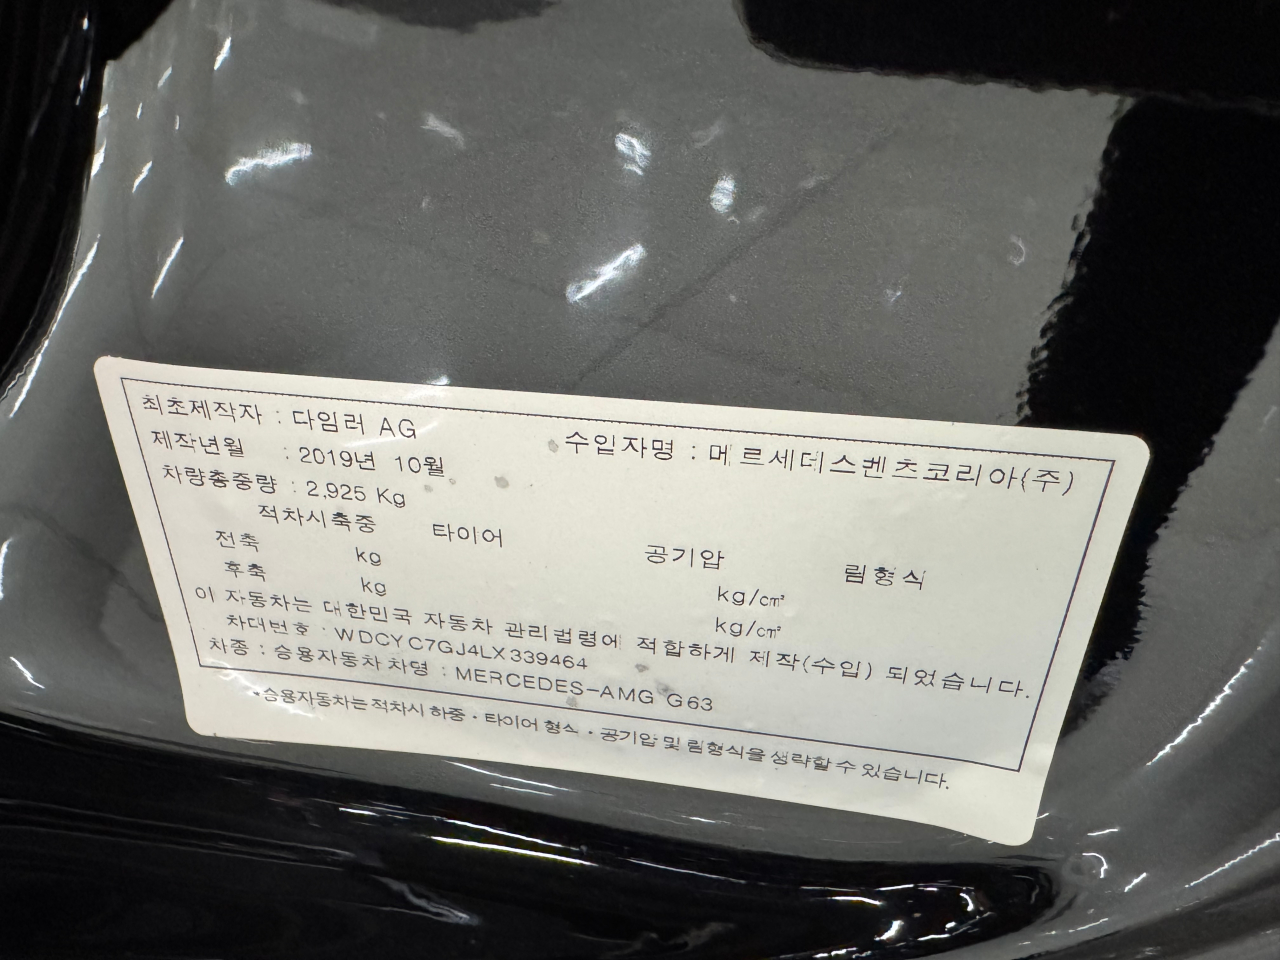 최초제작자 : 다임러 AG 수입자명 : 메르세데스벤츠코리아(주)
제작년월 : 2019년 10월
차량총중량 : 2,925 Kg
적차시축중 타이어 공기압 림형식
전축 kg kg/㎠
후축 kg kg/㎠
이 자동차는 대한민국 자동차 관리법령에 적합하게 제작(수입) 되었습니다.
차대번호 : WDCYC7GJ4LX339464
차종 : 승용자동차 차명 : MERCEDES-AMG G63
*승용자동차는 적차시 하중·타이어 형식·공기압 및 림형식을 생략할 수 있습니다.